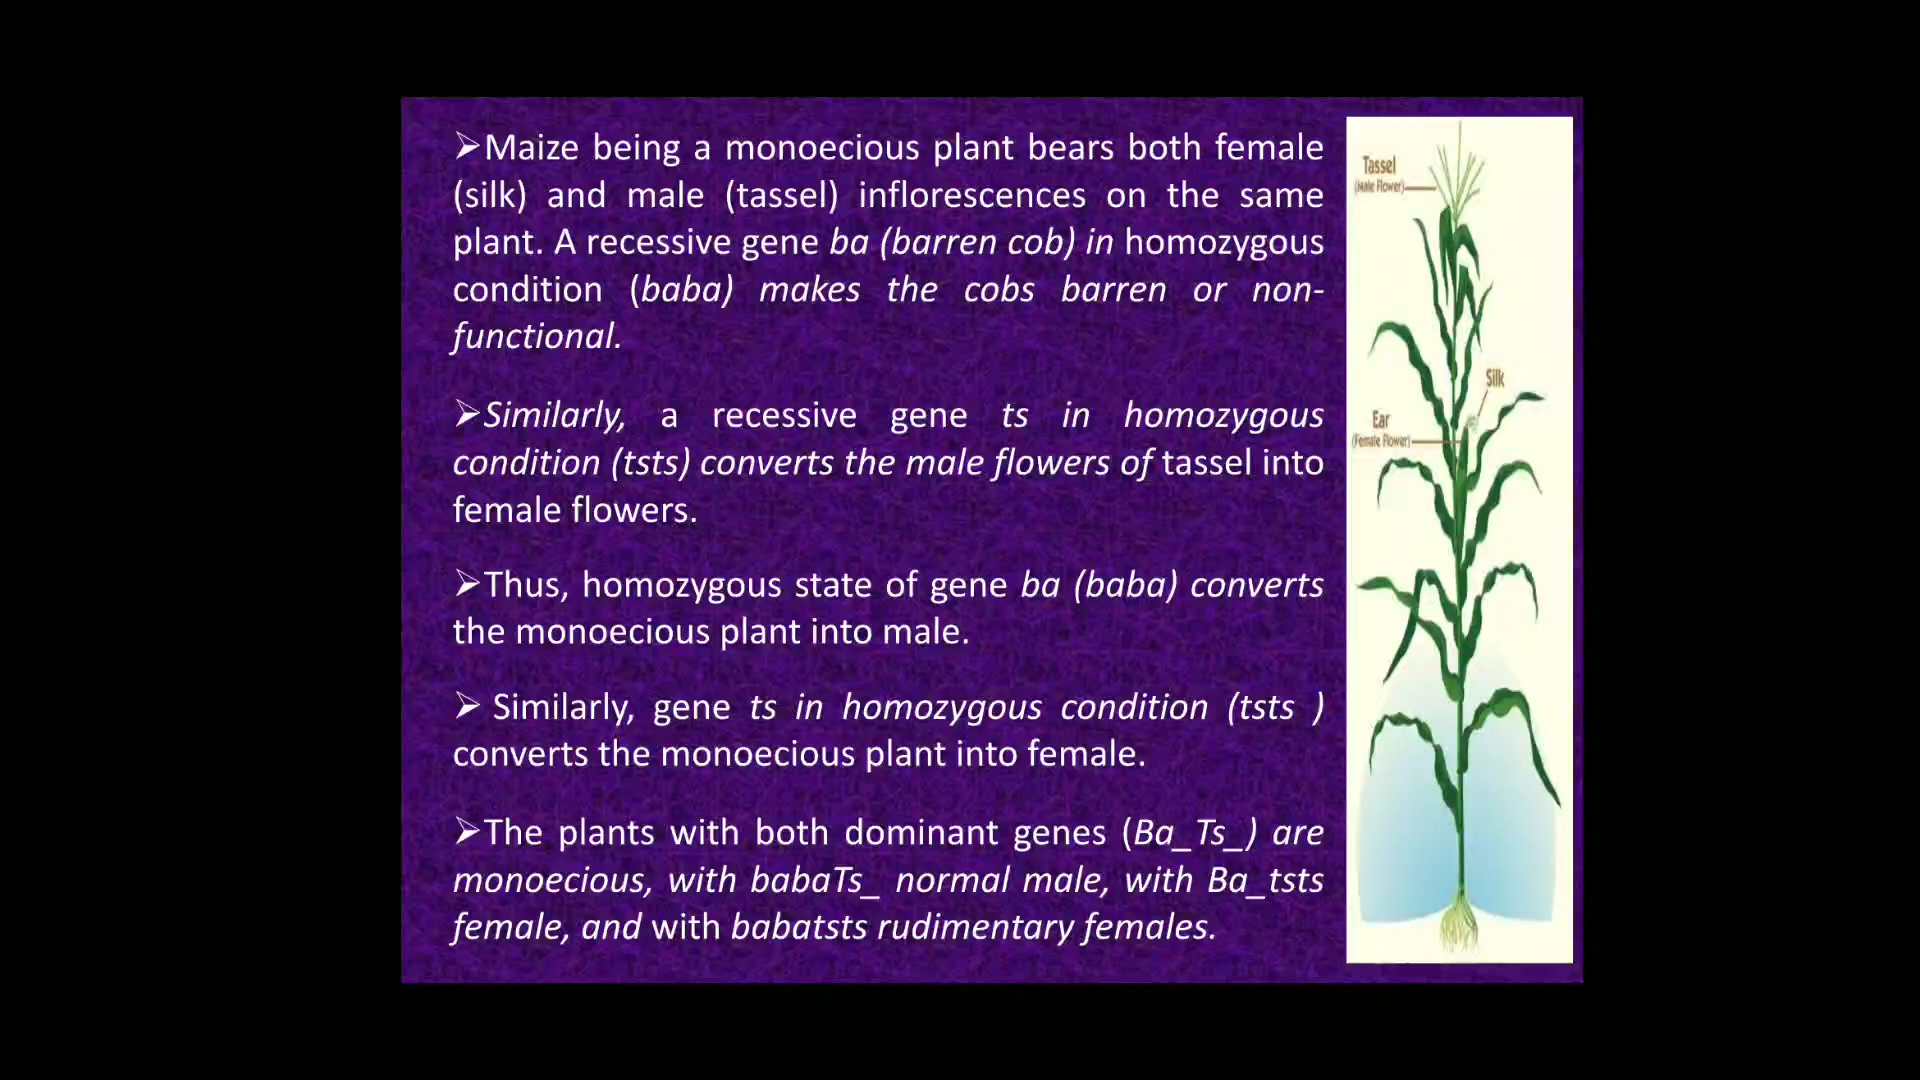 ➢Maize being a monoecious plant bears both female
(silk) and male (tassel) inflorescences on the same
plant. A recessive gene ba (barren cob) in homozygous
condition (baba) makes the cobs barren or non-
functional.
➢Similarly, a recessive gene ts in homozygous
condition (tsts) converts the male flowers of tassel into
female flowers.
➢Thus, homozygous state of gene ba (baba) converts
the monoecious plant into male.
➢ Similarly, gene ts in homozygous condition (tsts )
converts the monoecious plant into female.
➢The plants with both dominant genes (Ba_Ts_) are
monoecious, with babaTs_ normal male, with Ba_tsts
female, and with babatsts rudimentary females.
Tassel
(Male Flower)
Silk
Ear
(Female Flower)